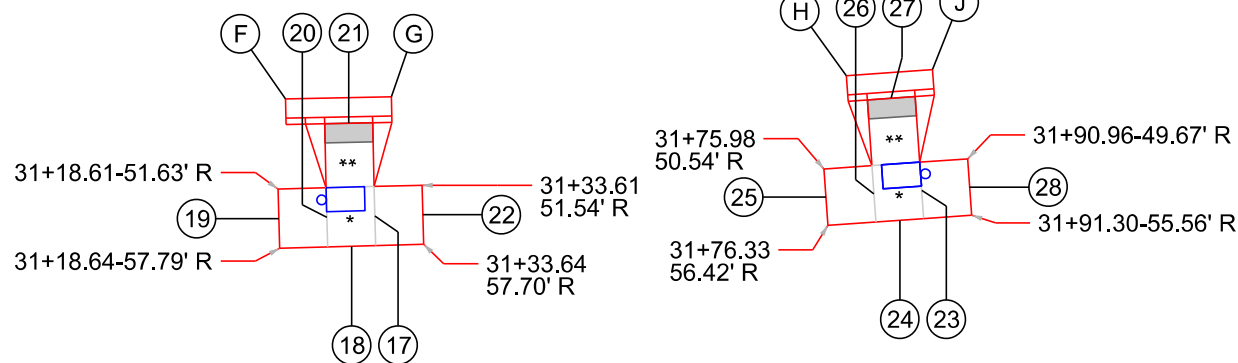 F
20
21
G
**
31+18.61-51.63' R
31+33.61
51.54' R
19
22
*
31+18.64-57.79' R
31+33.64
57.70' R
18
17
H
26
27
J
**
31+75.98
50.54' R
31+90.96-49.67' R
25
28
*
31+76.33
56.42' R
31+91.30-55.56' R
24
23